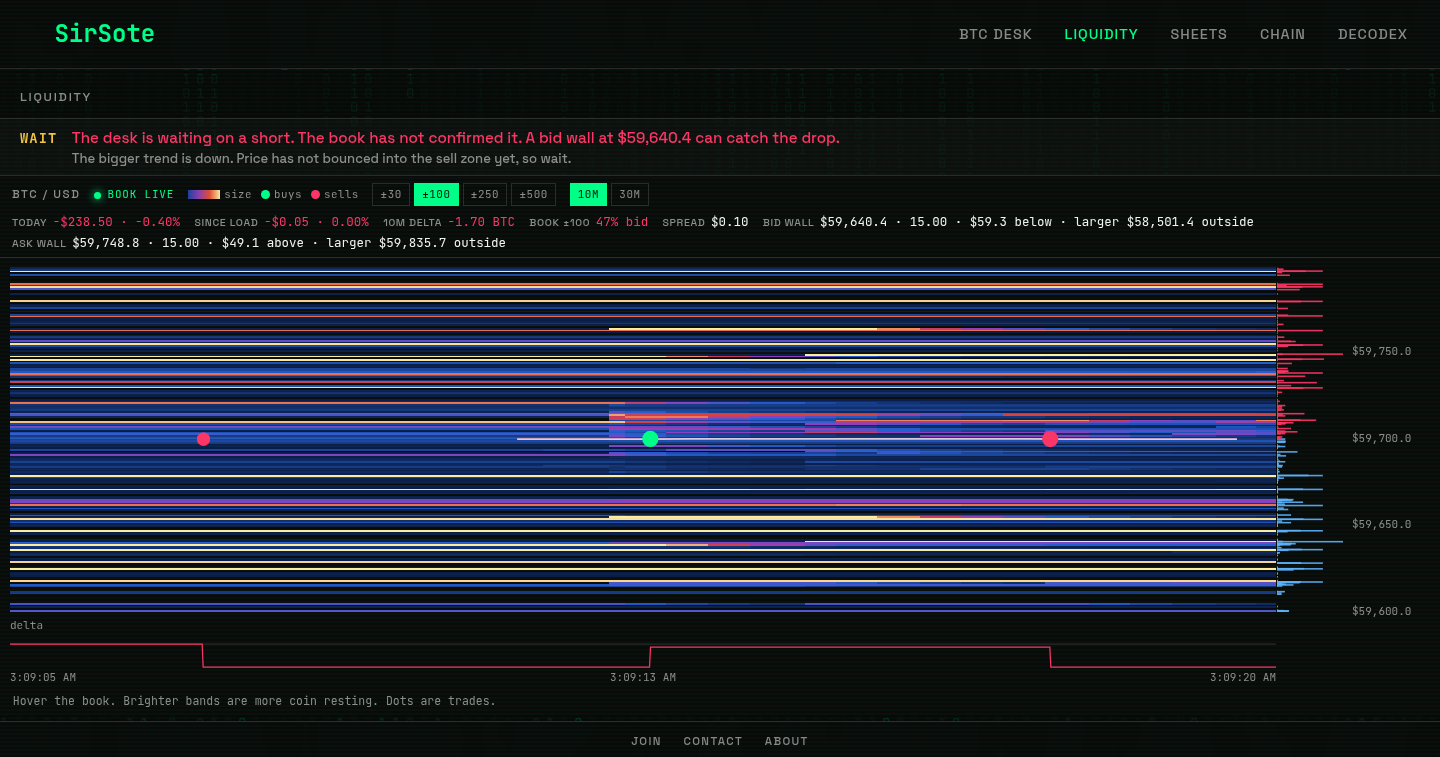 SirSote
BTC DESK LIQUIDITY SHEETS CHAIN DECODEX
LIQUIDITY
WAIT The desk is waiting on a short. The book has not confirmed it. A bid wall at $59,640.4 can catch the drop.
The bigger trend is down. Price has not bounced into the sell zone yet, so wait.
BTC / USD BOOK LIVE size buys sells ±30 ±100 ±250 ±500 10M 30M
TODAY -$238.50 · -0.40% SINCE LOAD -$0.05 · 0.00% 10M DELTA -1.70 BTC BOOK ±100 47% bid SPREAD $0.10 BID WALL $59,640.4 · 15.00 · $59.3 below · larger $58,501.4 outside
ASK WALL $59,748.8 · 15.00 · $49.1 above · larger $59,835.7 outside
$59,750.0
$59,700.0
$59,650.0
$59,600.0
delta
3:09:05 AM 3:09:13 AM 3:09:20 AM
Hover the book. Brighter bands are more coin resting. Dots are trades.
JOIN CONTACT ABOUT